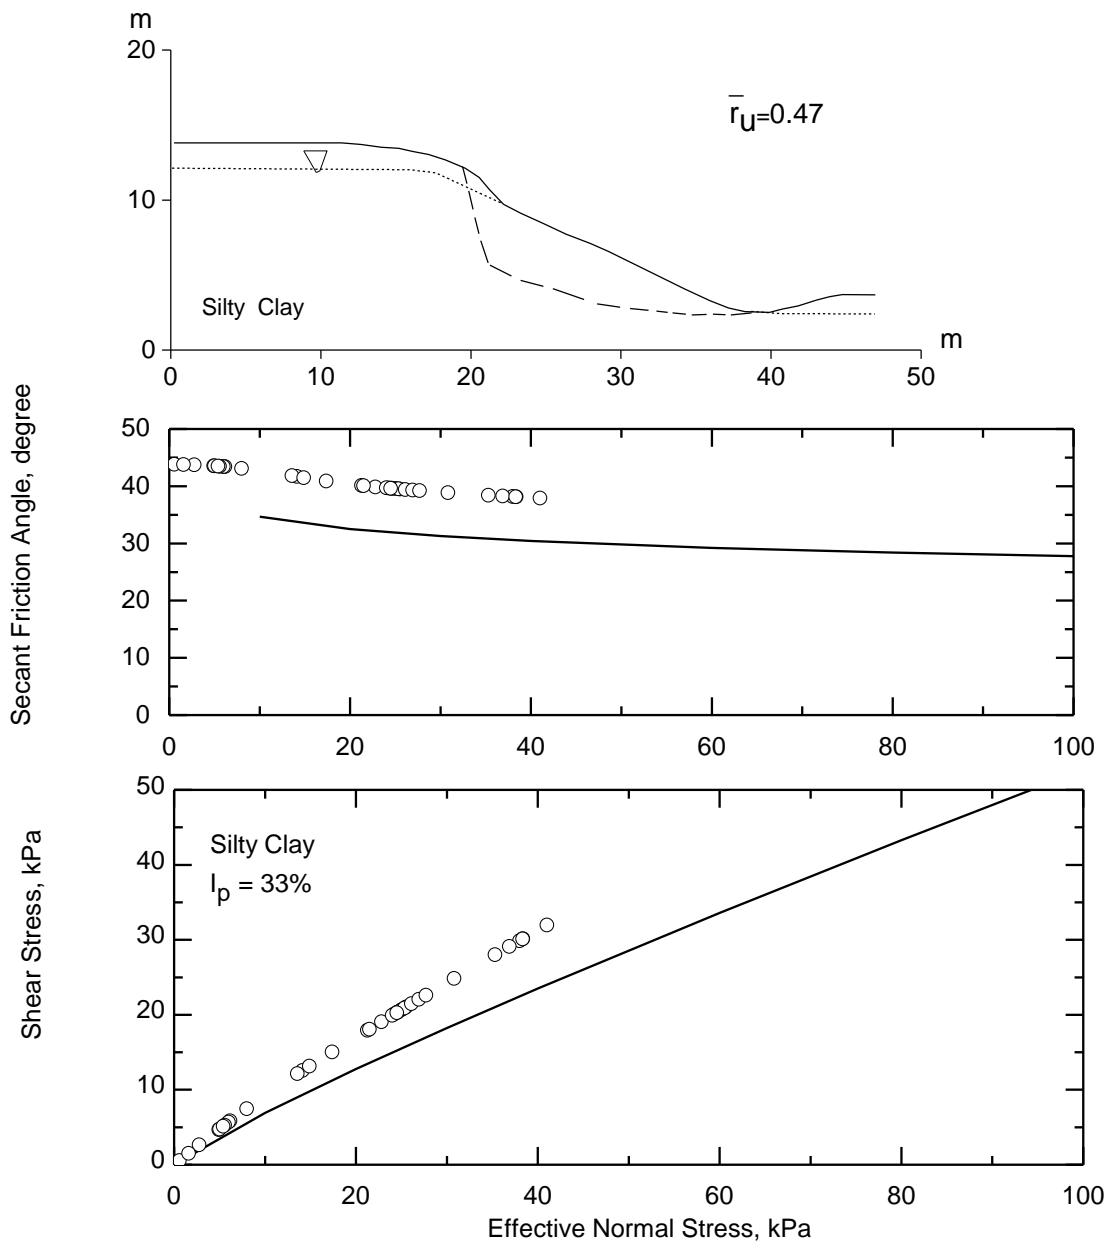 m
20
r̅u=0.47
10
Silty Clay
0
m
0 10 20 30 40 50
Secant Friction Angle, degree
50
40
30
20
10
0
0 20 40 60 80 100
Shear Stress, kPa
50
Silty Clay
40
Ip = 33%
30
20
10
0
0 20 40 60 80 100
Effective Normal Stress, kPa